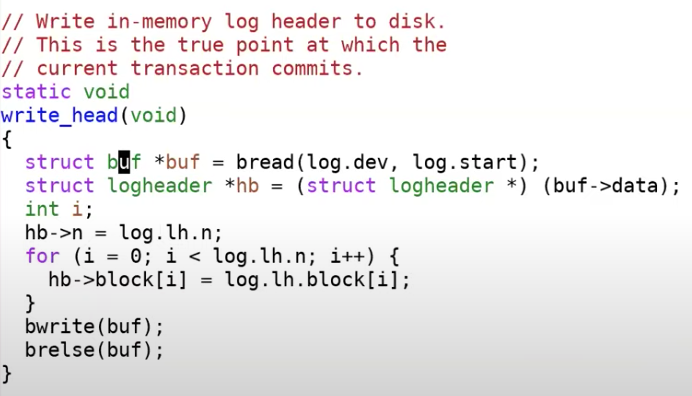 // Write in-memory log header to disk.
// This is the true point at which the
// current transaction commits.
static void
write_head(void)
{
  struct buf *buf = bread(log.dev, log.start);
  struct logheader *hb = (struct logheader *) (buf->data);
  int i;
  hb->n = log.lh.n;
  for (i = 0; i < log.lh.n; i++) {
    hb->block[i] = log.lh.block[i];
  }
  bwrite(buf);
  brelse(buf);
}